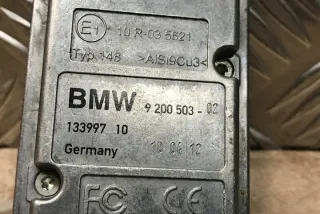 E1
10 R-03 5821
Typ 148 >AlSi9Cu3<
BMW 9 200 503-02
133997 10
Germany 10 08 12
FC CE